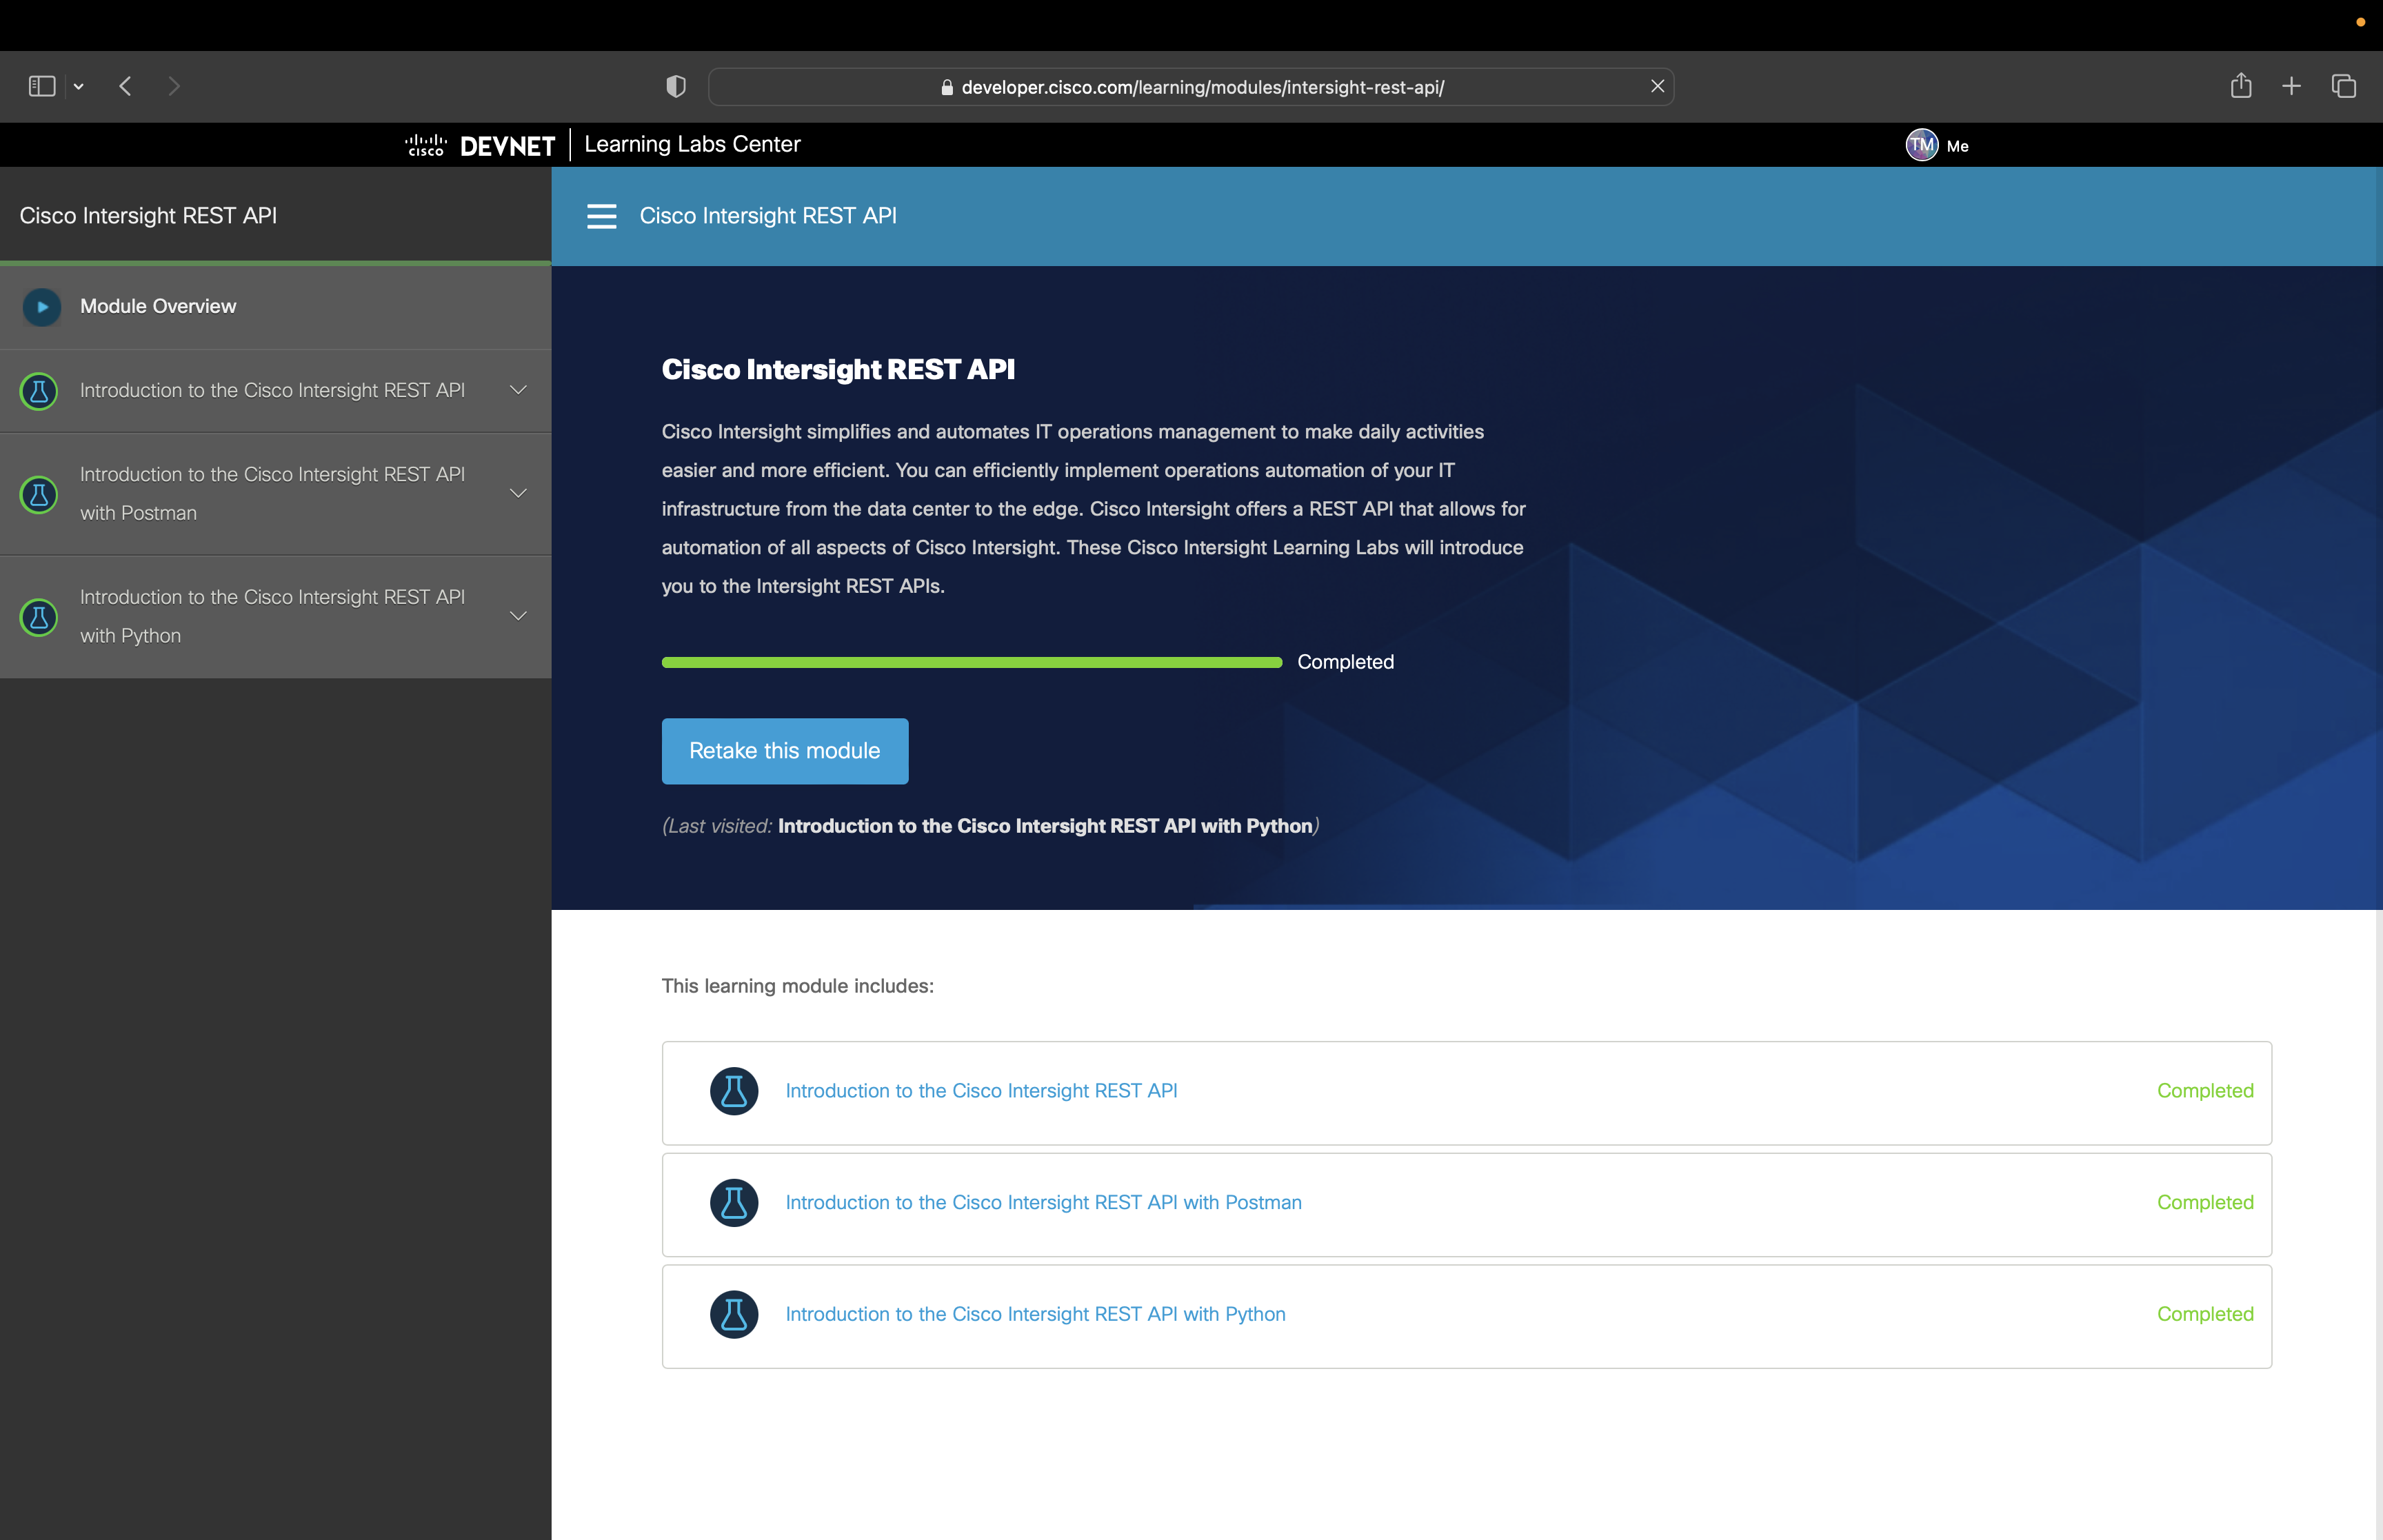 developer.cisco.com/learning/modules/intersight-rest-api/
CISCO DEVNET Learning Labs Center
TM Me
Cisco Intersight REST API
Module Overview
Introduction to the Cisco Intersight REST API
Introduction to the Cisco Intersight REST API
with Postman
Introduction to the Cisco Intersight REST API
with Python
Cisco Intersight REST API
Cisco Intersight REST API
Cisco Intersight simplifies and automates IT operations management to make daily activities
easier and more efficient. You can efficiently implement operations automation of your IT
infrastructure from the data center to the edge. Cisco Intersight offers a REST API that allows for
automation of all aspects of Cisco Intersight. These Cisco Intersight Learning Labs will introduce
you to the Intersight REST APIs.
Completed
Retake this module
(Last visited: Introduction to the Cisco Intersight REST API with Python)
This learning module includes:
Introduction to the Cisco Intersight REST API Completed
Introduction to the Cisco Intersight REST API with Postman Completed
Introduction to the Cisco Intersight REST API with Python Completed